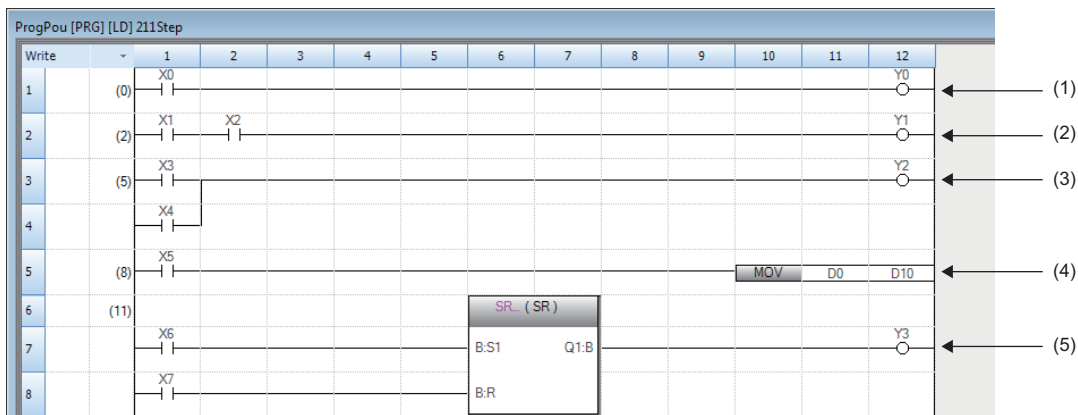 ProgPou [PRG] [LD] 211Step
Write 1 2 3 4 5 6 7 8 9 10 11 12
X0 Y0
1 (0) (1)
X1 X2 Y1
2 (2) (2)
X3 Y2
3 (5) (3)
X4
4
X5
5 (8) MOV D0 D10 (4)
6 (11) SR_ ( SR )
X6 Y3
7 B:S1 Q1:B (5)
X7
8 B:R